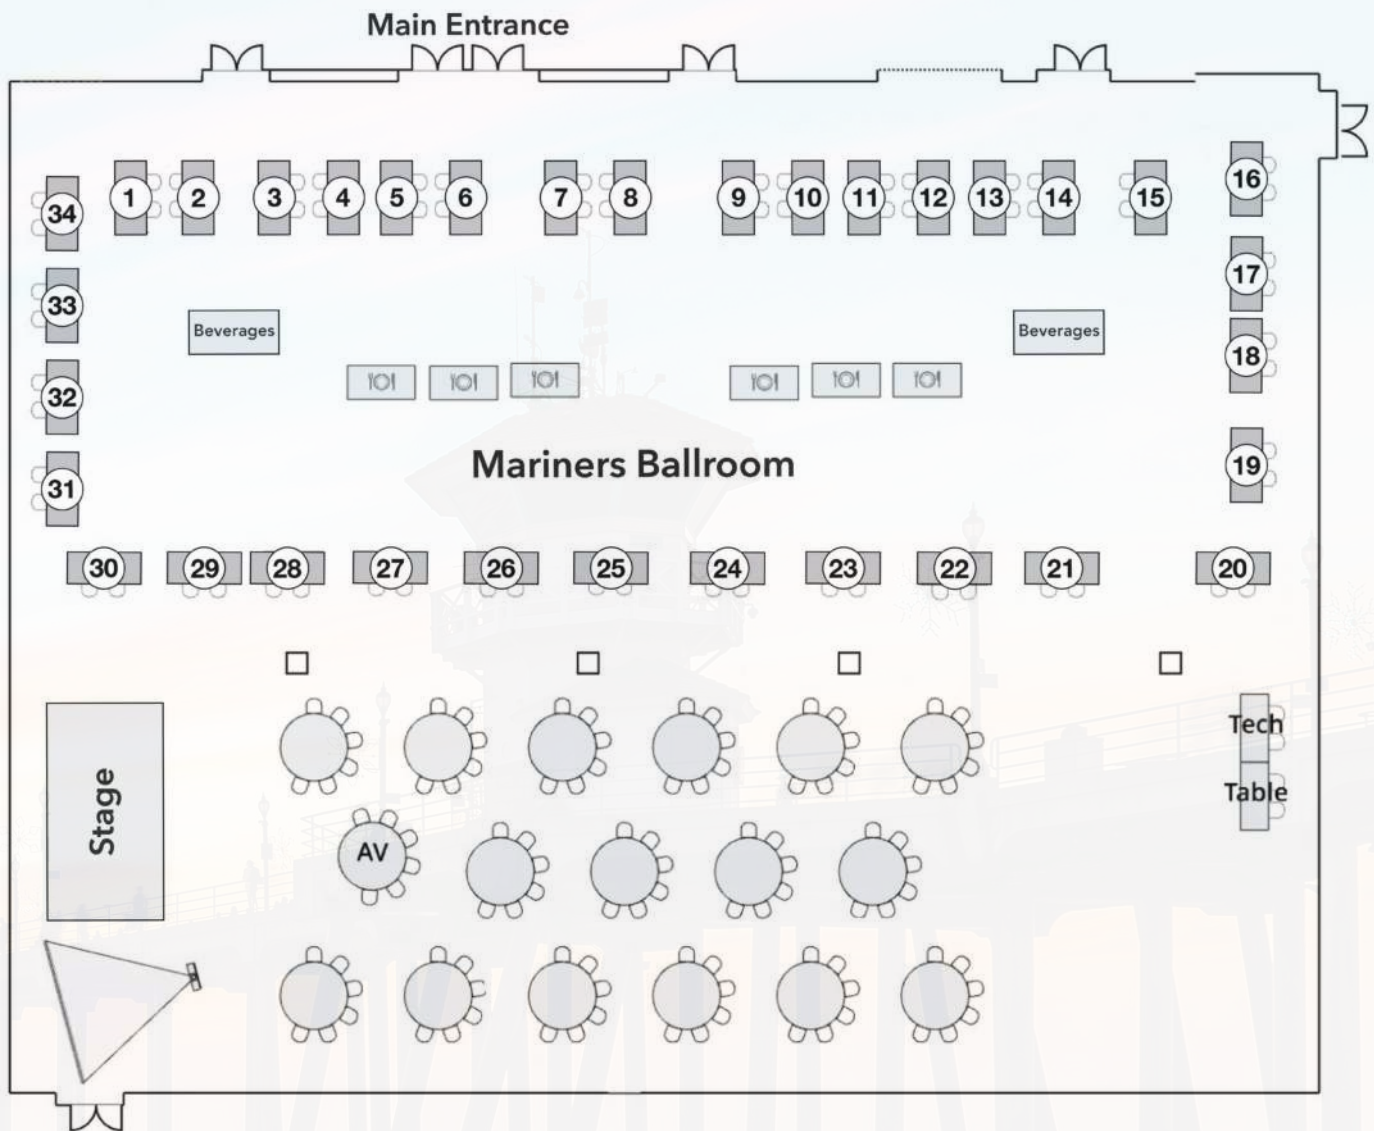 Main Entrance
34 1 2 3 4 5 6 7 8 9 10 11 12 13 14 15 16
33 17
Beverages Beverages
18
32
Mariners Ballroom
19
31
30 29 28 27 26 25 24 23 22 21 20
Tech
Table
Stage
AV